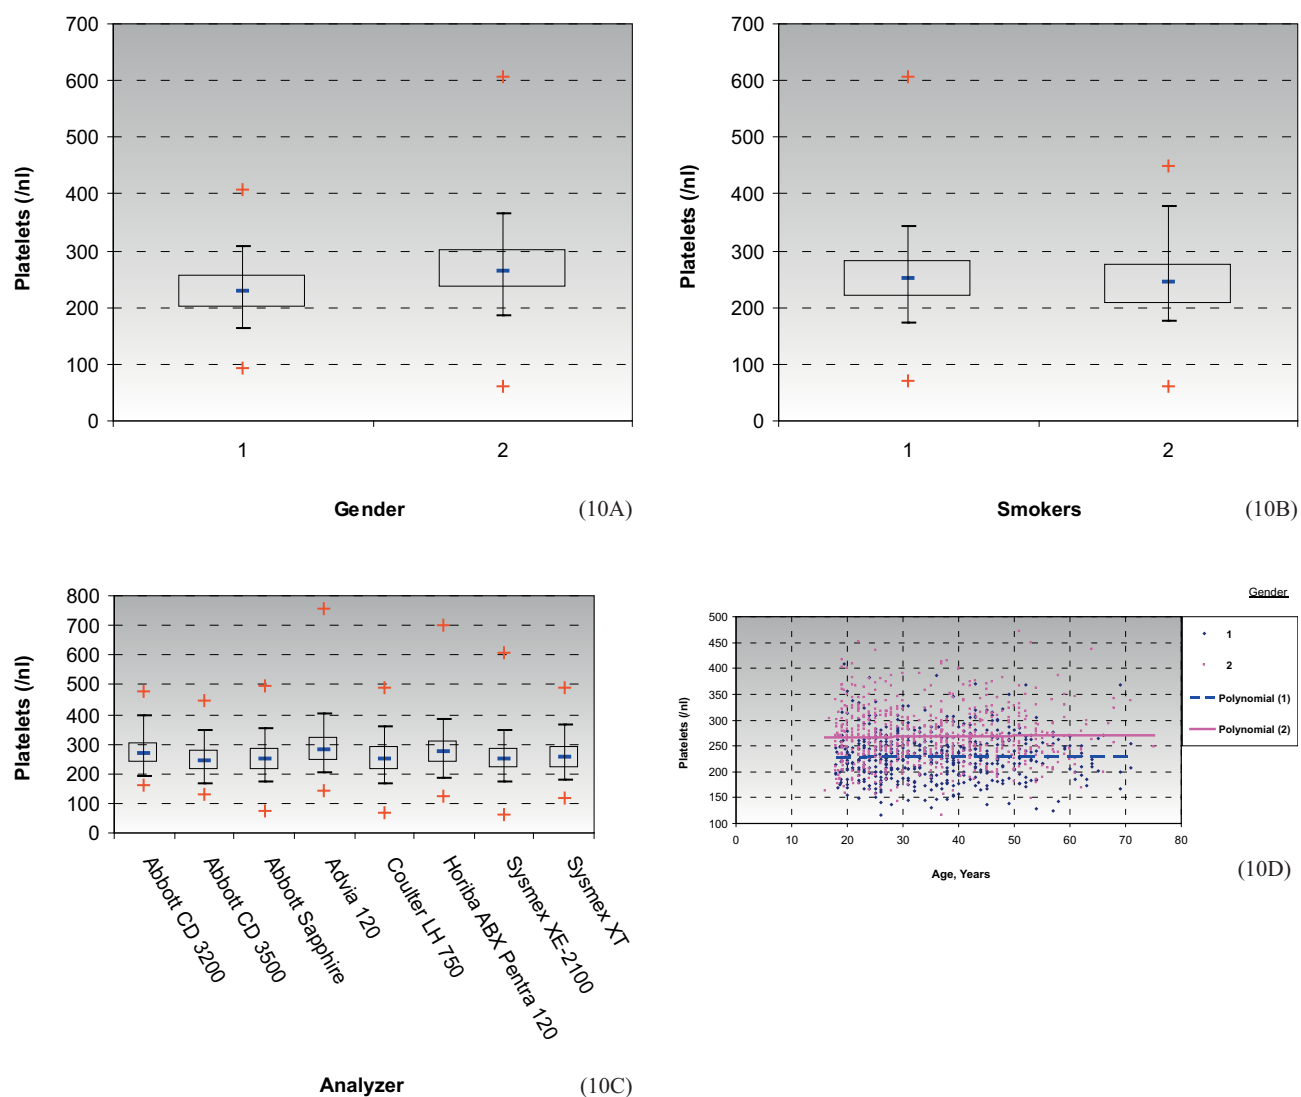 700
600
500
400
300
200
100
0
Platelets (/nl)
1
2
Gender
(10A)
700
600
500
400
300
200
100
0
Platelets (/nl)
1
2
Smokers
(10B)
800
700
600
500
400
300
200
100
0
Platelets (/nl)
Abbott CD 3200
Abbott CD 3500
Abbott Sapphire
Advia 120
Coulter LH 750
Horiba ABX Pentra 120
Sysmex XE-2100
Sysmex XT
Analyzer
(10C)
Gender
1
2
Polynomial (1)
Polynomial (2)
500
450
400
350
300
250
200
150
100
Platelets (/nl)
0
10
20
30
40
50
60
70
80
Age, Years
(10D)